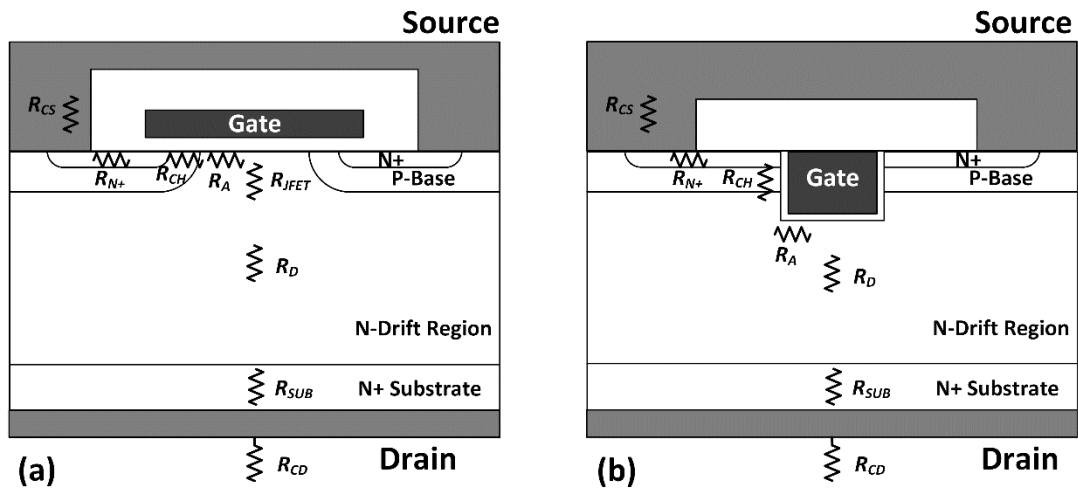 Source
R_CS
Gate
N+
R_N+
R_CH
R_A
R_JFET
P-Base
R_D
N-Drift Region
R_SUB
N+ Substrate
(a)
R_CD
Drain
Source
R_CS
N+
R_N+
R_CH
Gate
P-Base
R_A
R_D
N-Drift Region
R_SUB
N+ Substrate
(b)
R_CD
Drain